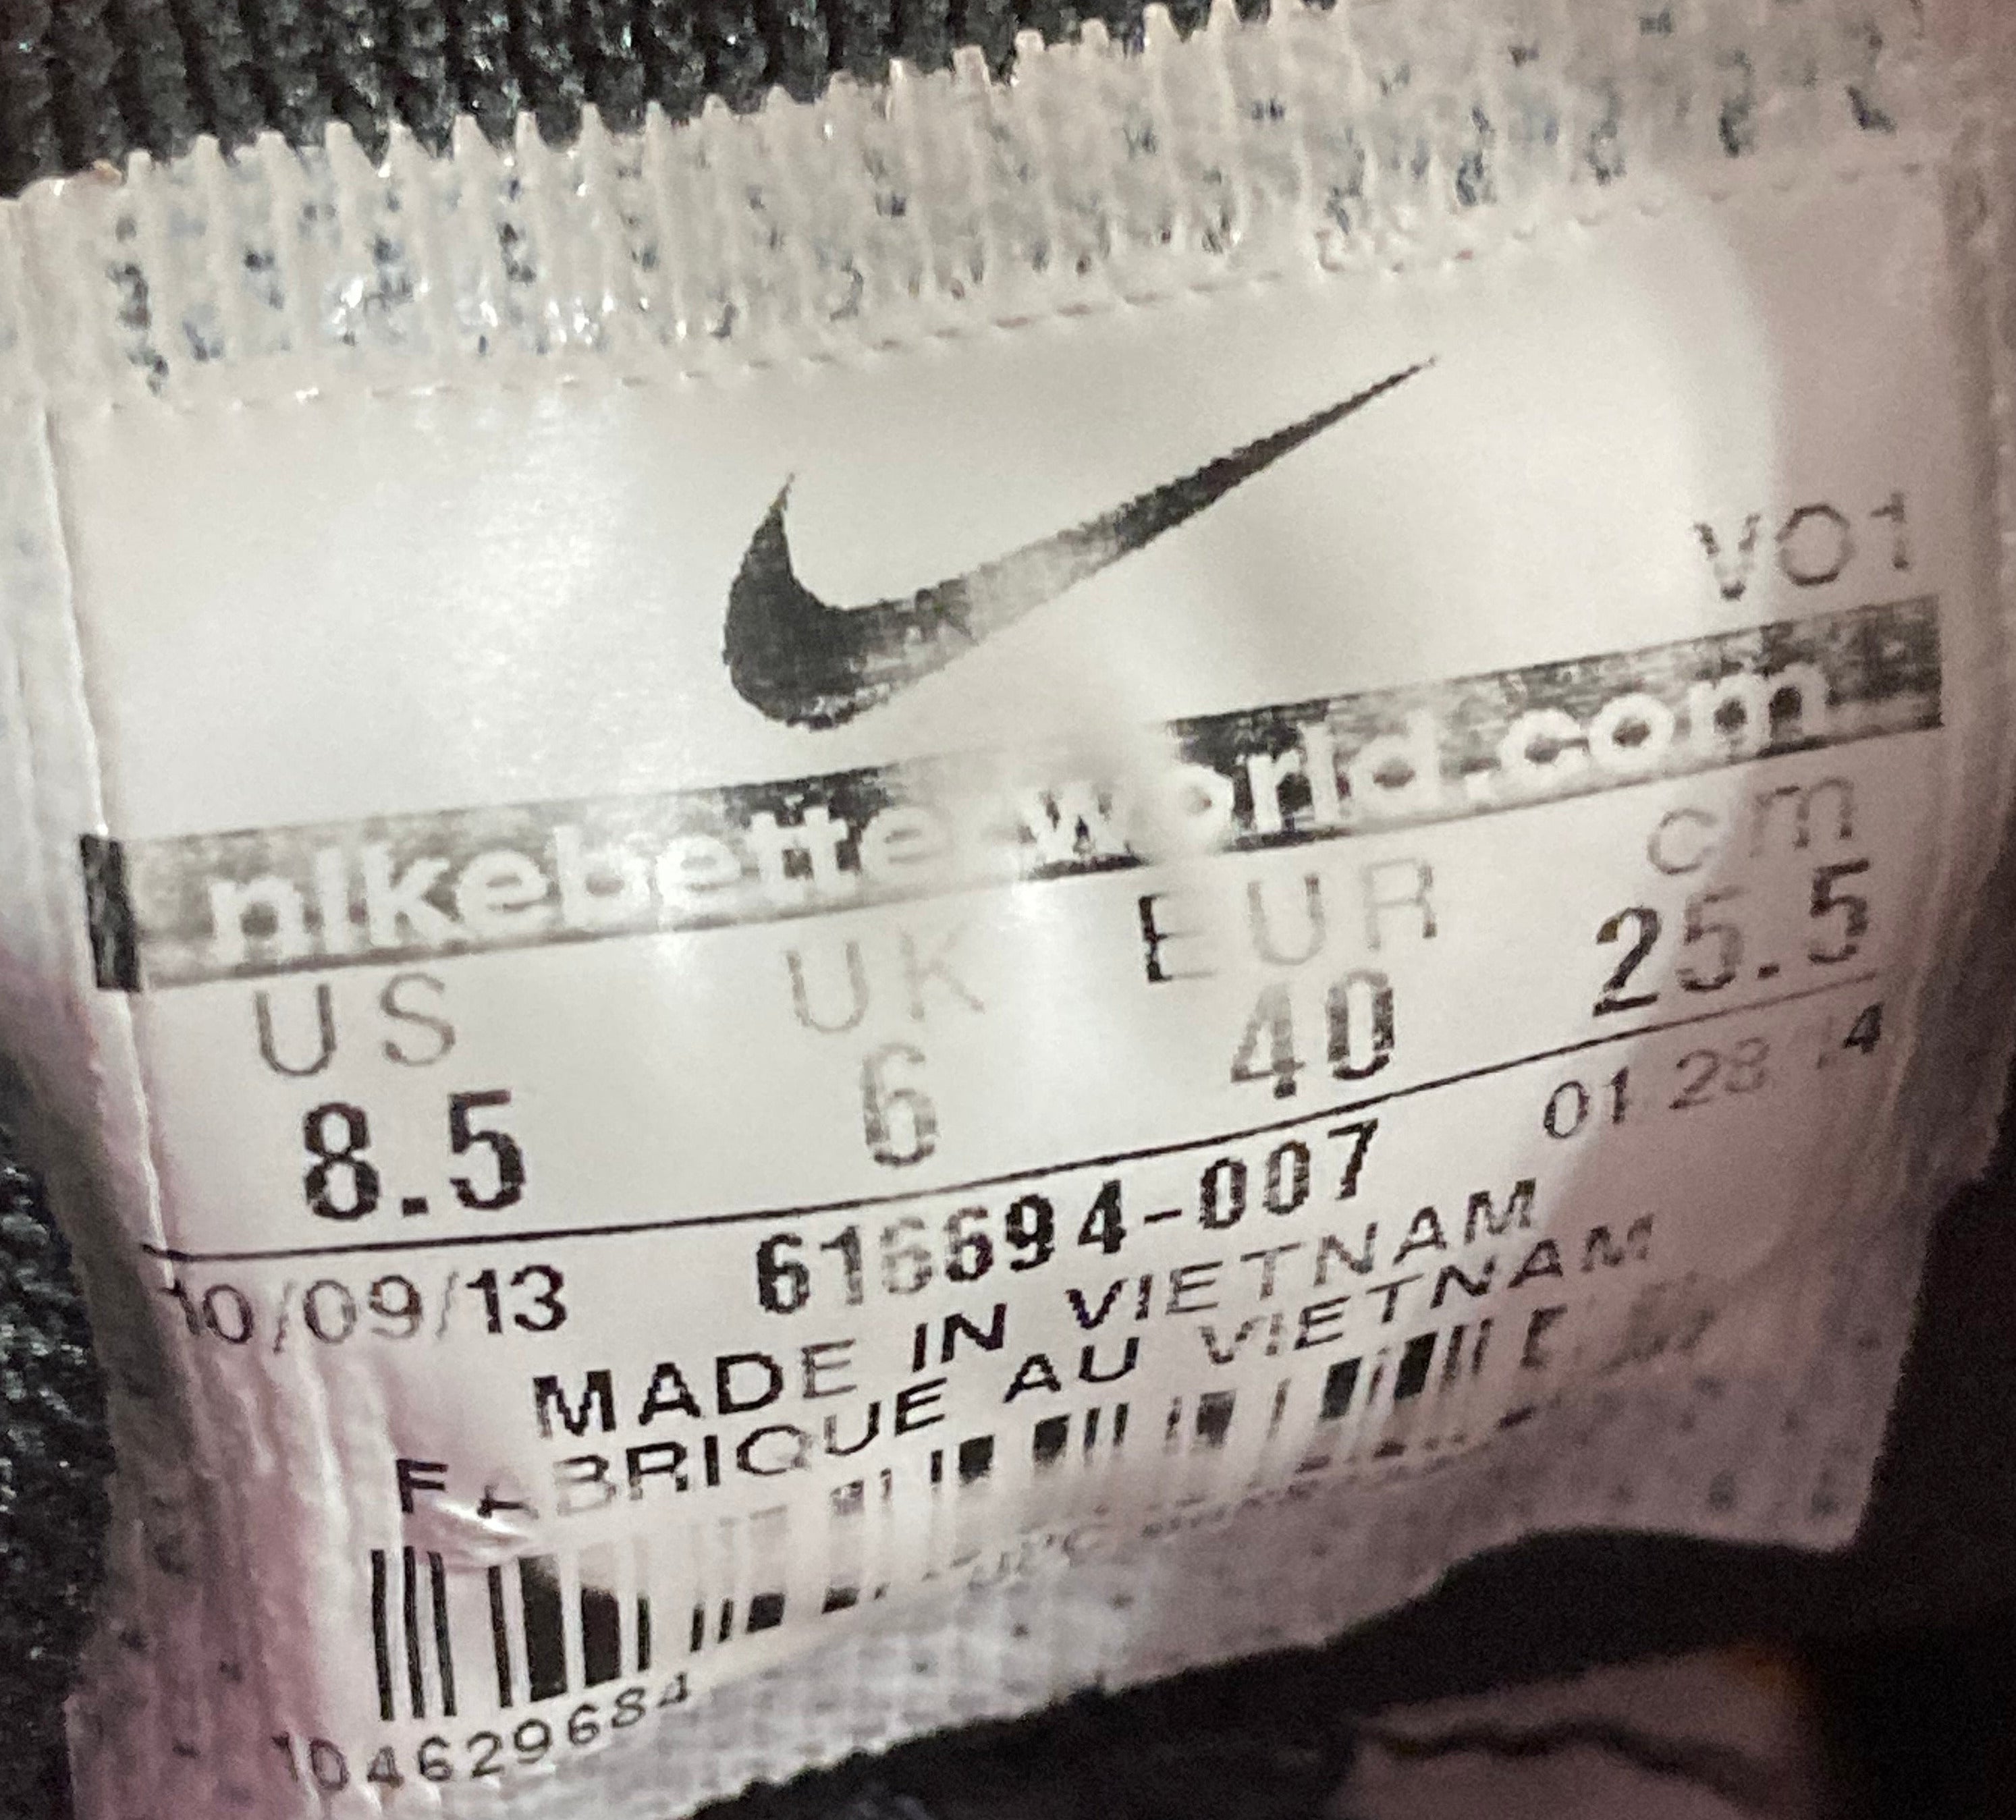 VO1
nikebetterworld.com
US UK EUR cm
8.5 6 40 25.5
10/09/13 616694-007 01 28 14
MADE IN VIETNAM
FABRIQUE AU VIETNAM
104629684